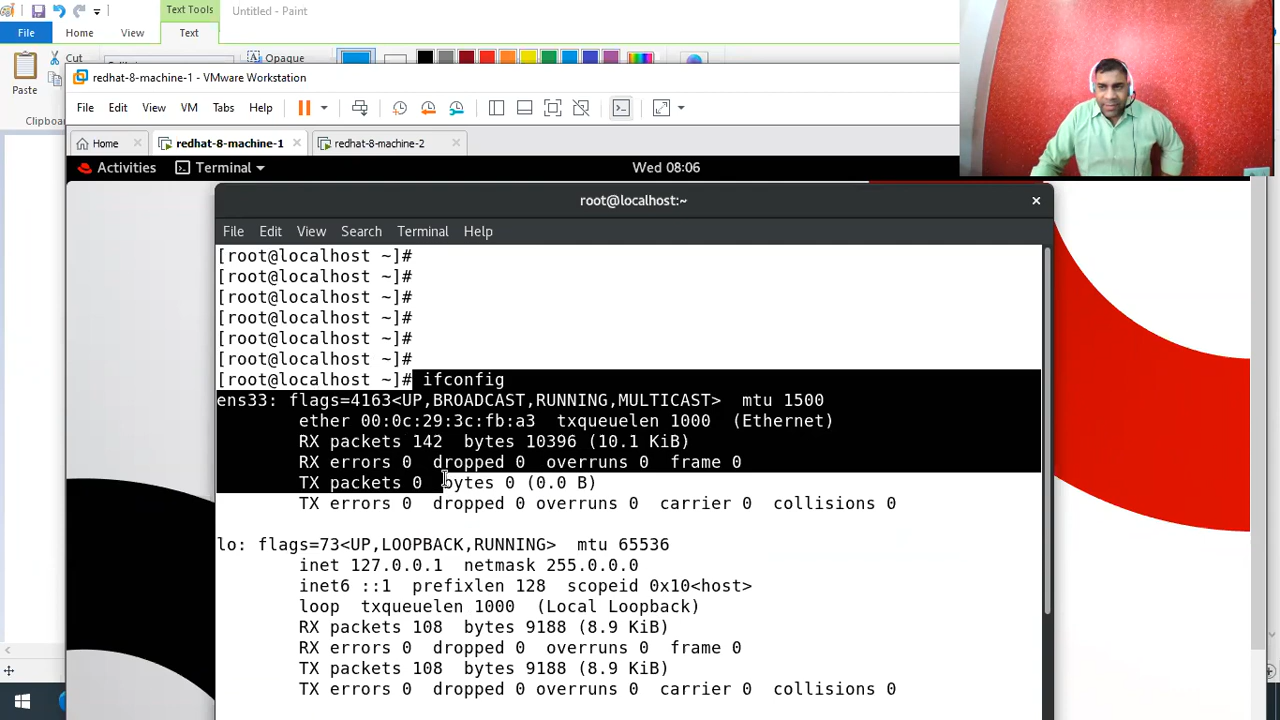 Text Tools
Untitled - Paint
File
Home
View
Text
Paste
Cut
Opaque
Clipboar
redhat-8-machine-1 - VMware Workstation
File Edit View VM Tabs Help
Home
redhat-8-machine-1
redhat-8-machine-2
Activities
Terminal
Wed 08:06
root@localhost:~
File Edit View Search Terminal Help
[root@localhost ~]#
[root@localhost ~]#
[root@localhost ~]#
[root@localhost ~]#
[root@localhost ~]#
[root@localhost ~]#
[root@localhost ~]# ifconfig
ens33: flags=4163<UP,BROADCAST,RUNNING,MULTICAST>  mtu 1500
ether 00:0c:29:3c:fb:a3  txqueuelen 1000  (Ethernet)
RX packets 142  bytes 10396 (10.1 KiB)
RX errors 0  dropped 0  overruns 0  frame 0
TX packets 0  bytes 0 (0.0 B)
TX errors 0  dropped 0 overruns 0  carrier 0  collisions 0
lo: flags=73<UP,LOOPBACK,RUNNING>  mtu 65536
inet 127.0.0.1  netmask 255.0.0.0
inet6 ::1  prefixlen 128  scopeid 0x10<host>
loop  txqueuelen 1000  (Local Loopback)
RX packets 108  bytes 9188 (8.9 KiB)
RX errors 0  dropped 0  overruns 0  frame 0
TX packets 108  bytes 9188 (8.9 KiB)
TX errors 0  dropped 0 overruns 0  carrier 0  collisions 0